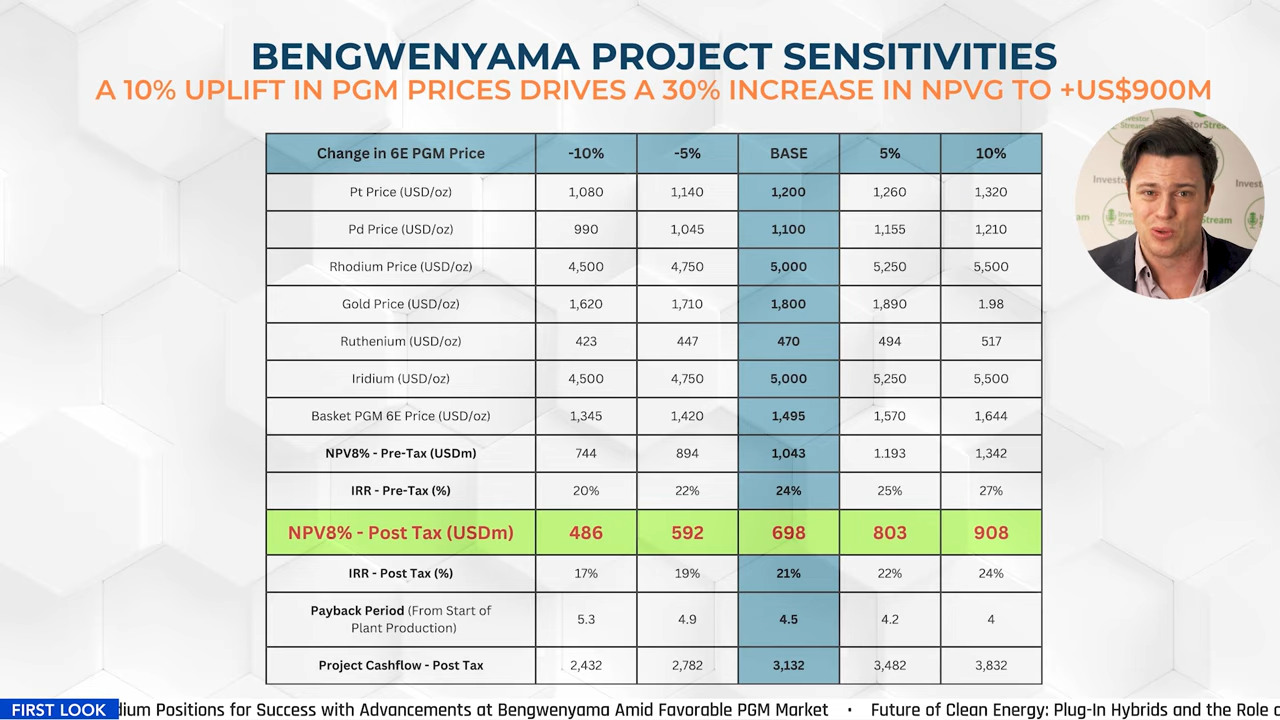 BENGWENYAMA PROJECT SENSITIVITIES
A 10% UPLIFT IN PGM PRICES DRIVES A 30% INCREASE IN NPVG TO +US$900M
Change in 6E PGM Price -10% -5% BASE 5% 10%
Pt Price (USD/oz) 1,080 1,140 1,200 1,260 1,320
Pd Price (USD/oz) 990 1,045 1,100 1,155 1,210
Rhodium Price (USD/oz) 4,500 4,750 5,000 5,250 5,500
Gold Price (USD/oz) 1,620 1,710 1,800 1,890 1.98
Ruthenium (USD/oz) 423 447 470 494 517
Iridium (USD/oz) 4,500 4,750 5,000 5,250 5,500
Basket PGM 6E Price (USD/oz) 1,345 1,420 1,495 1,570 1,644
NPV8% - Pre-Tax (USDm) 744 894 1,043 1.193 1,342
IRR - Pre-Tax (%) 20% 22% 24% 25% 27%
NPV8% - Post Tax (USDm) 486 592 698 803 908
IRR - Post Tax (%) 17% 19% 21% 22% 24%
Payback Period (From Start of
Plant Production) 5.3 4.9 4.5 4.2 4
Project Cashflow - Post Tax 2,432 2,782 3,132 3,482 3,832
FIRST LOOK dium Positions for Success with Advancements at Bengwenyama Amid Favorable PGM Market · Future of Clean Energy: Plug-In Hybrids and the Role